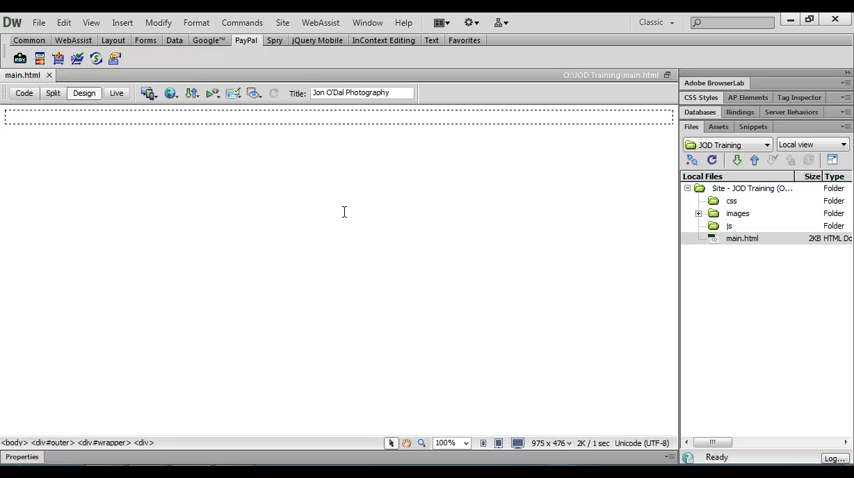 DW File Edit View Insert Modify Format Commands Site WebAssist Window Help Classic
Common WebAssist Layout Forms Data Google™ PayPal Spry jQuery Mobile InContext Editing Text Favorites
main.html O:\JOD Training\main.html
Code Split Design Live Title: Jon O'Dal Photography
Adobe BrowserLab
CSS Styles AP Elements Tag Inspector
Databases Bindings Server Behaviors
Files Assets Snippets
JOD Training Local view
Local Files Size Type
Site - JOD Training (O... Folder
css Folder
images Folder
js Folder
main.html 2KB HTML Do
<body> <div#outer> <div#wrapper> <div> 100% 975 x 476 2K / 1 sec Unicode (UTF-8)
Properties Ready Log...